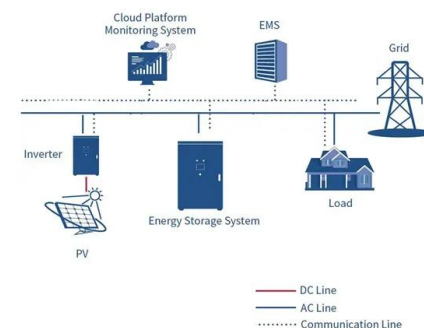 Cloud Platform
Monitoring System
EMS
Grid
Inverter
Energy Storage System
Load
PV
DC Line
AC Line
Communication Line